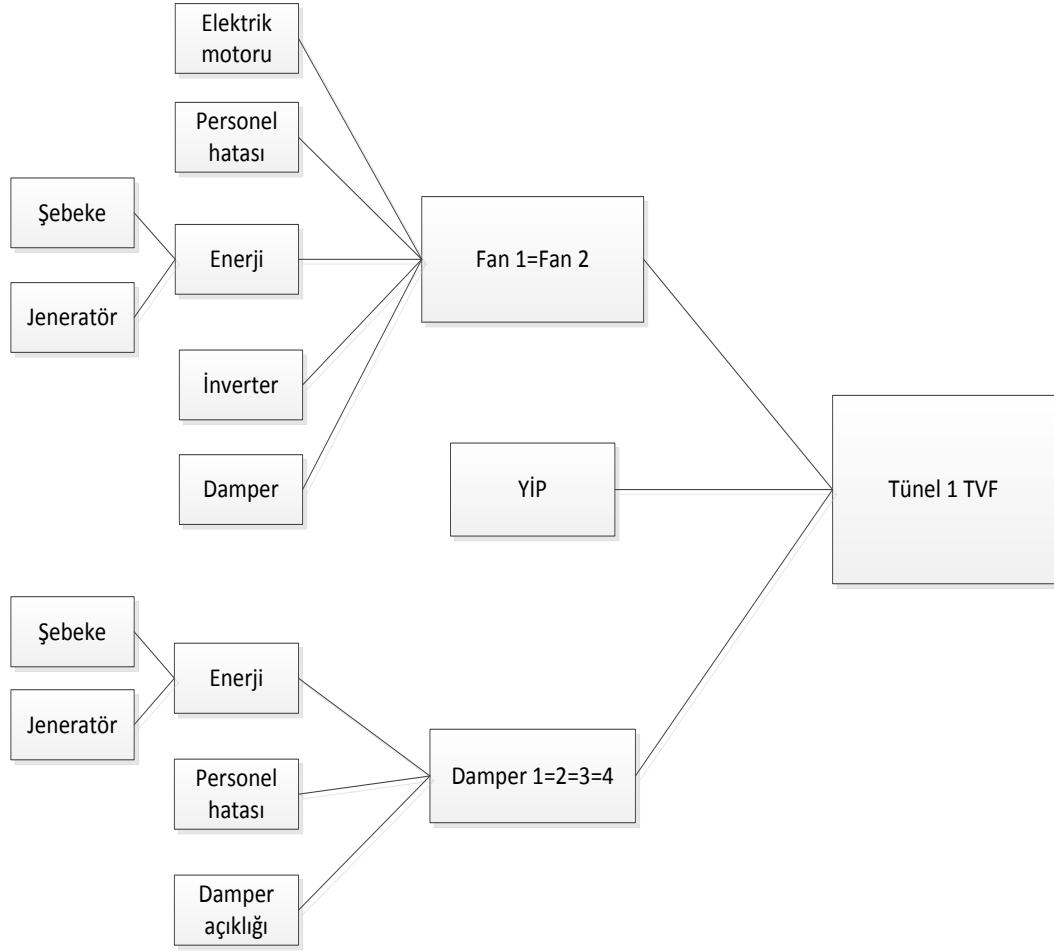 Elektrik
motoru
Personel
hatası
Şebeke
Enerji
Fan 1=Fan 2
Jeneratör
İnverter
Damper
YİP
Tünel 1 TVF
Şebeke
Enerji
Jeneratör
Personel
hatası
Damper 1=2=3=4
Damper
açıklığı